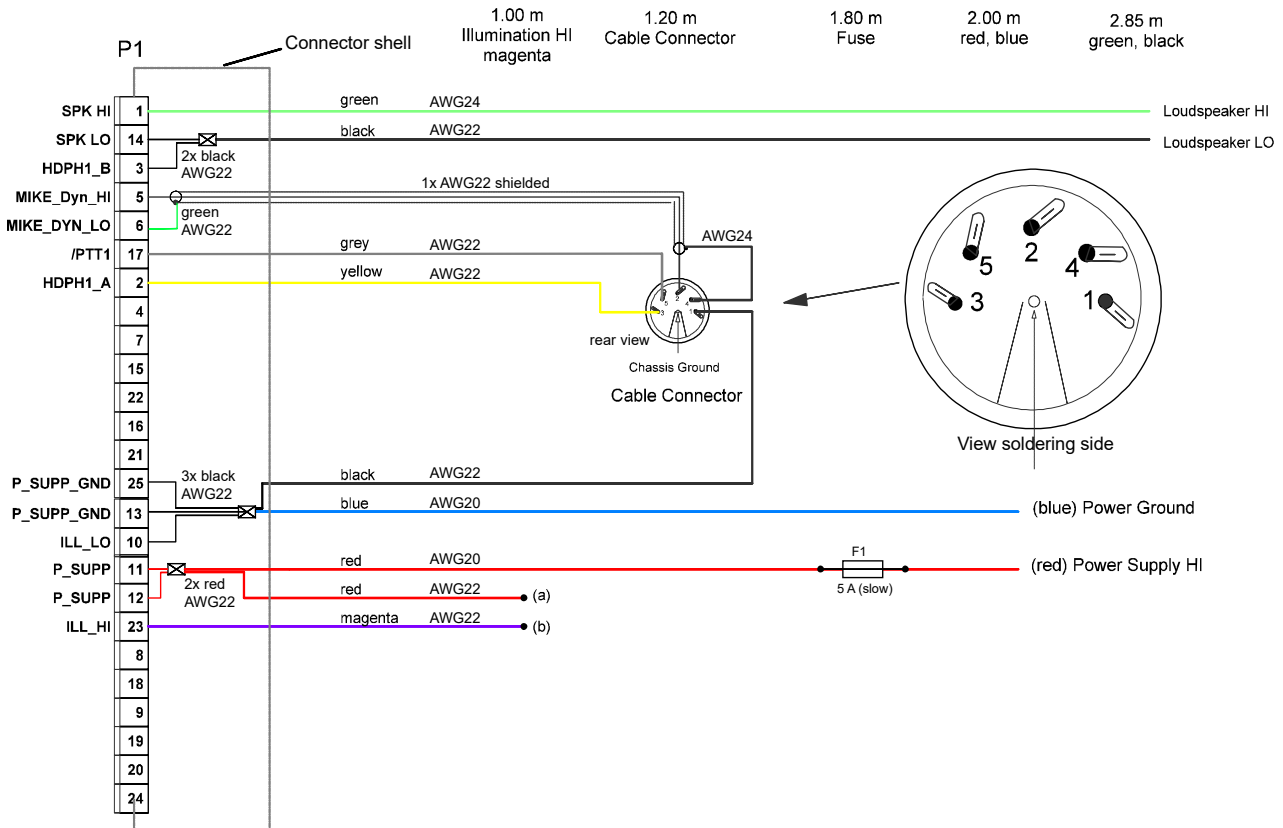 1.00 m
Illumination HI
magenta
1.20 m
Cable Connector
1.80 m
Fuse
2.00 m
red, blue
2.85 m
green, black
P1
Connector shell
SPK HI 1 green AWG24 Loudspeaker HI
SPK LO 14 black AWG22 Loudspeaker LO
2x black
AWG22
HDPH1_B 3
MIKE_Dyn_HI 5 1x AWG22 shielded
green
AWG22
MIKE_DYN_LO 6
/PTT1 17 grey AWG22 AWG24
HDPH1_A 2 yellow AWG22
4
7
15
22
16
21
5 2 4 3 1
rear view
Chassis Ground
Cable Connector
2
5
4
3
1
View soldering side
3x black
AWG22
P_SUPP_GND 25 black AWG22
P_SUPP_GND 13 blue AWG20 (blue) Power Ground
ILL_LO 10
P_SUPP 11 red AWG20 F1 (red) Power Supply HI
5 A (slow)
2x red
AWG22
P_SUPP 12 red AWG22 (a)
ILL_HI 23 magenta AWG22 (b)
8
18
9
19
20
24